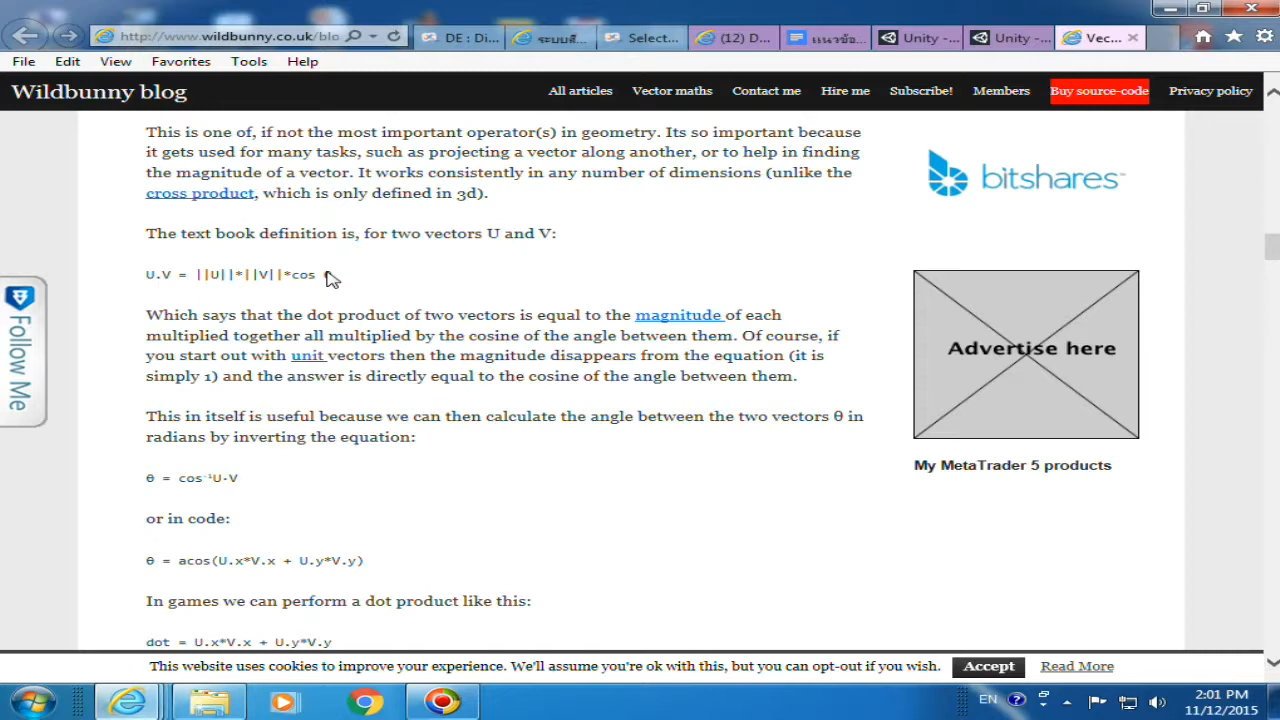 http://www.wildbunny.co.uk/blo
DE : Di...
ระบบสื...
Select...
(12) D...
แนวข้อ...
Unity -...
Unity -...
Vec...
File Edit View Favorites Tools Help
Wildbunny blog
All articles Vector maths Contact me Hire me Subscribe! Members Buy source-code Privacy policy
This is one of, if not the most important operator(s) in geometry. Its so important because
it gets used for many tasks, such as projecting a vector along another, or to help in finding
the magnitude of a vector. It works consistently in any number of dimensions (unlike the
cross product, which is only defined in 3d).
The text book definition is, for two vectors U and V:
U.V = ||U||*||V||*cos
Which says that the dot product of two vectors is equal to the magnitude of each
multiplied together all multiplied by the cosine of the angle between them. Of course, if
you start out with unit vectors then the magnitude disappears from the equation (it is
simply 1) and the answer is directly equal to the cosine of the angle between them.
This in itself is useful because we can then calculate the angle between the two vectors θ in
radians by inverting the equation:
θ = cos⁻¹U·V
or in code:
θ = acos(U.x*V.x + U.y*V.y)
In games we can perform a dot product like this:
dot = U.x*V.x + U.y*V.y
bitshares™
Advertise here
My MetaTrader 5 products
Follow Me
This website uses cookies to improve your experience. We'll assume you're ok with this, but you can opt-out if you wish. Accept Read More
EN
2:01 PM
11/12/2015